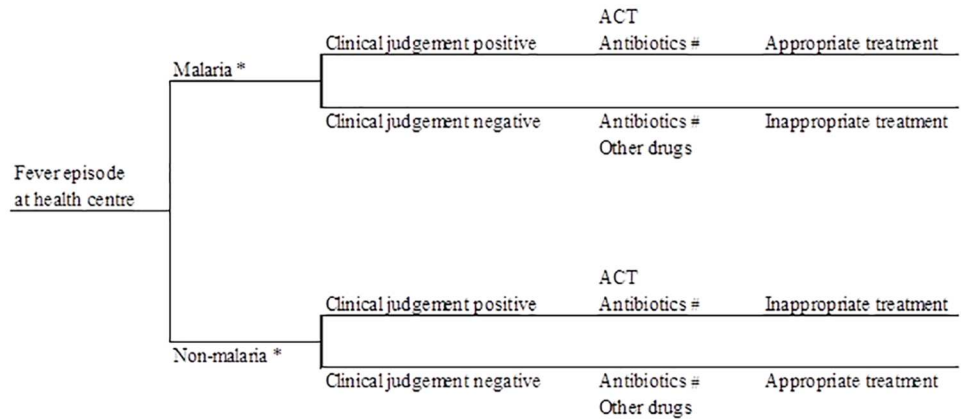 ACT
Clinical judgement positive Antibiotics # Appropriate treatment
Malaria *
Clinical judgement negative Antibiotics # Inappropriate treatment
Other drugs
Fever episode
at health centre
ACT
Clinical judgement positive Antibiotics # Inappropriate treatment
Non-malaria *
Clinical judgement negative Antibiotics # Appropriate treatment
Other drugs